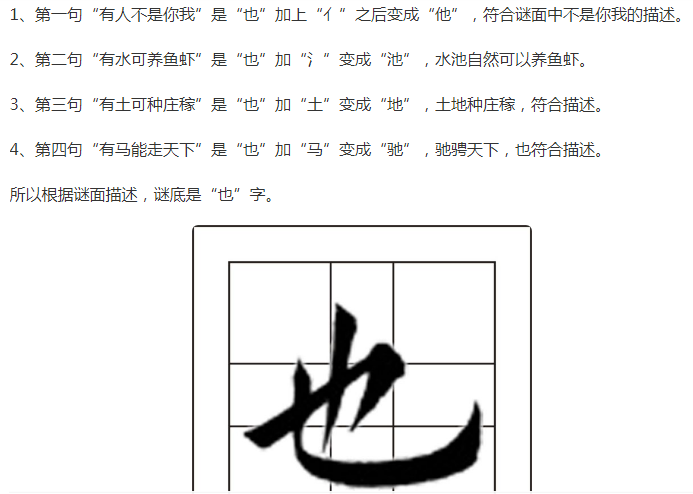 1、第一句“有人不是你我”是“也”加上“亻”之后变成“他”，符合谜面中不是你我的描述。
2、第二句“有水可养鱼虾”是“也”加“氵”变成“池”，水池自然可以养鱼虾。
3、第三句“有土可种庄稼”是“也”加“土”变成“地”，土地种庄稼，符合描述。
4、第四句“有马能走天下”是“也”加“马”变成“驰”，驰骋天下，也符合描述。
所以根据谜面描述，谜底是“也”字。
也